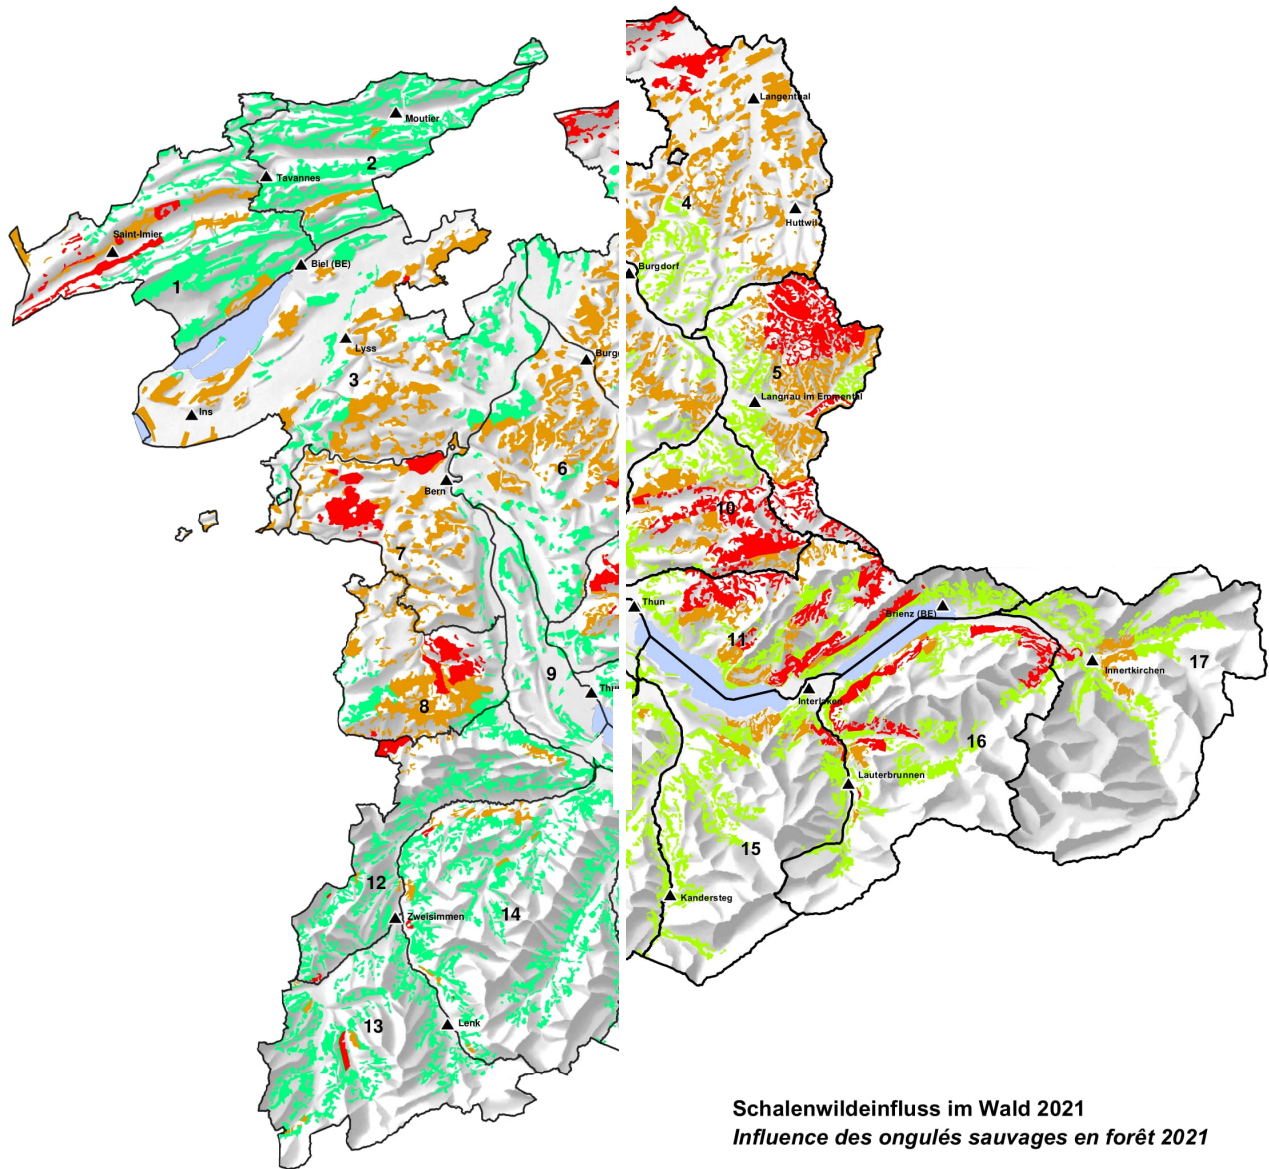 Moutier
2
Tavannes
Saint-Imier
1
Biel (BE)
Lyss
3
Ins
Burg
6
Bern
7
8
9
Thu
12
Zweisimmen
14
13
Lenk
Langenthal
4
Huttwil
Burgdorf
5
Langnau im Emmental
10
Thun
11
Brienz (BE)
Innertkirchen
17
Interlaken
16
Lauterbrunnen
15
Kandersteg
Schalenwildeinfluss im Wald 2021
Influence des ongulés sauvages en forêt 2021